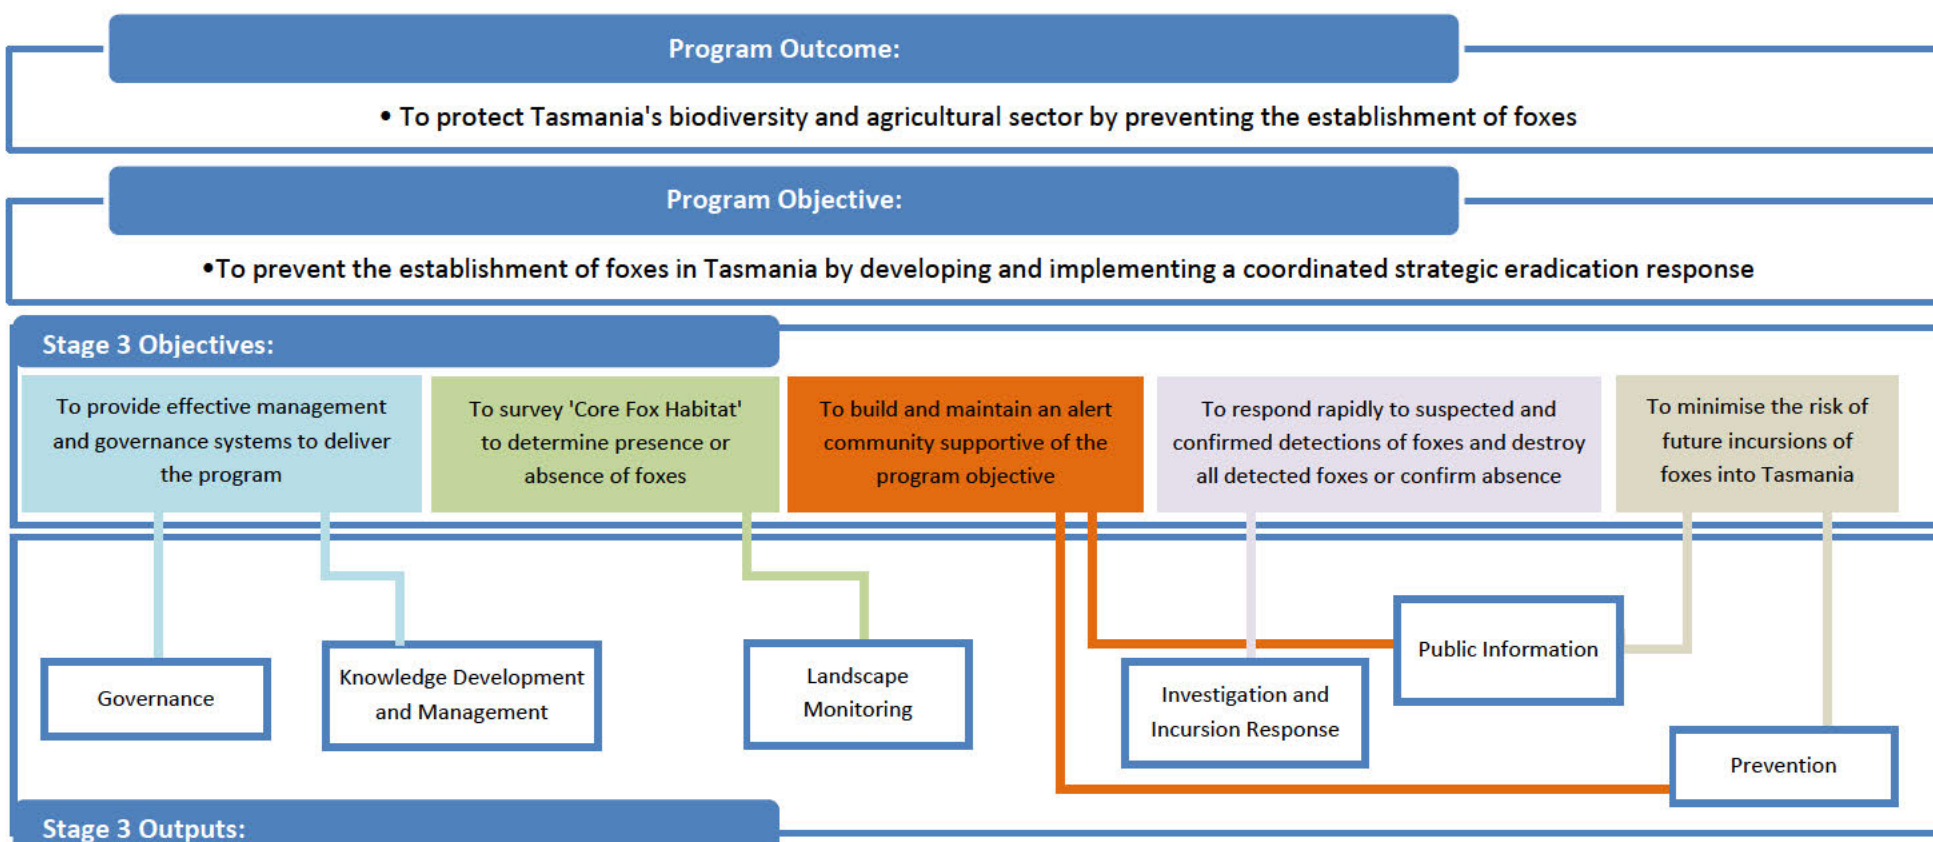 Program Outcome:
• To protect Tasmania's biodiversity and agricultural sector by preventing the establishment of foxes
Program Objective:
•To prevent the establishment of foxes in Tasmania by developing and implementing a coordinated strategic eradication response
Stage 3 Objectives:
To provide effective management
and governance systems to deliver
the program
To survey 'Core Fox Habitat'
to determine presence or
absence of foxes
To build and maintain an alert
community supportive of the
program objective
To respond rapidly to suspected and
confirmed detections of foxes and destroy
all detected foxes or confirm absence
To minimise the risk of
future incursions of
foxes into Tasmania
Governance
Knowledge Development
and Management
Landscape
Monitoring
Investigation and
Incursion Response
Public Information
Prevention
Stage 3 Outputs: